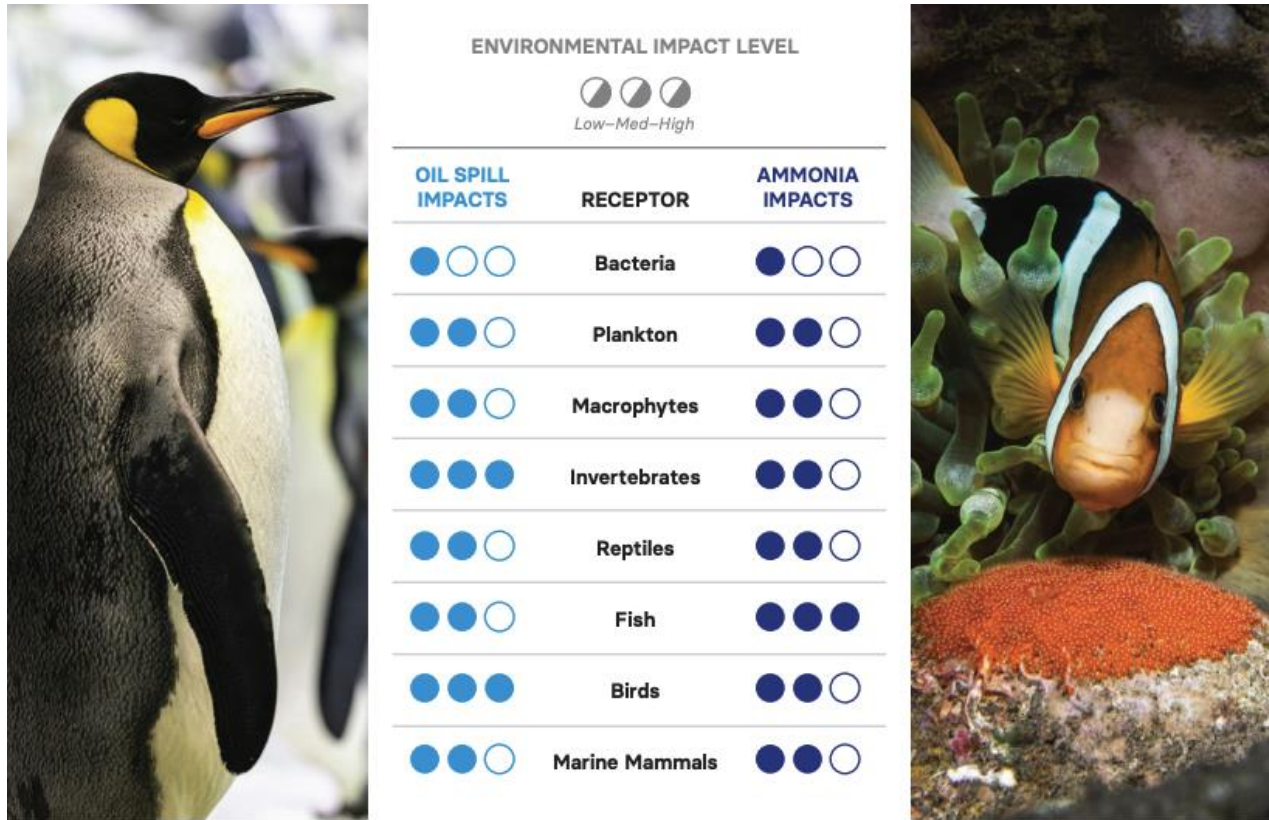 ENVIRONMENTAL IMPACT LEVEL
Low–Med–High
OIL SPILL
IMPACTS
RECEPTOR
AMMONIA
IMPACTS
Bacteria
Plankton
Macrophytes
Invertebrates
Reptiles
Fish
Birds
Marine Mammals